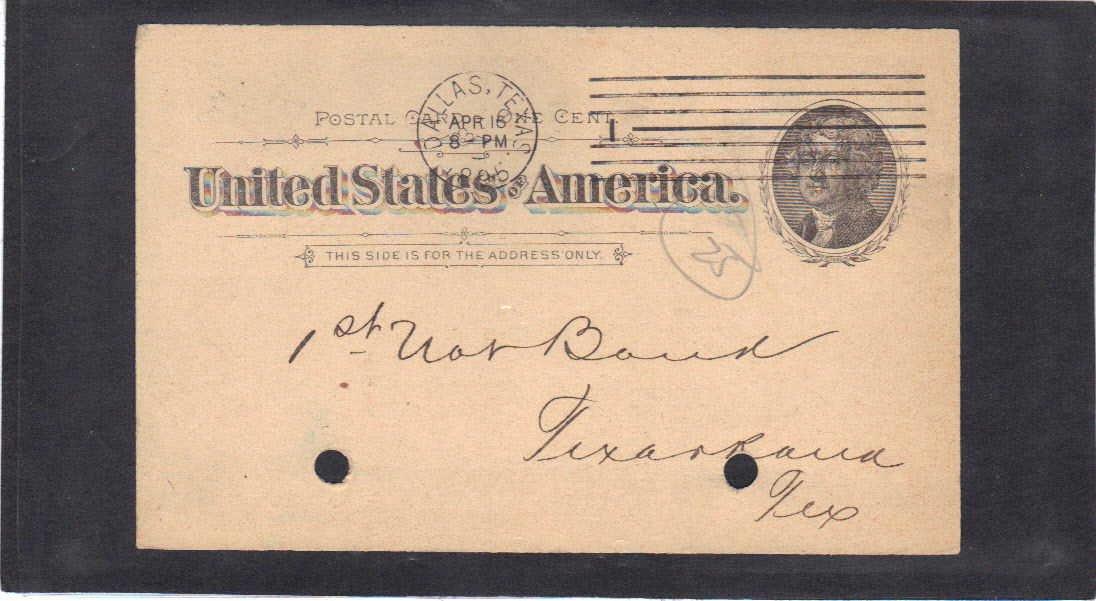 POSTAL CARD - ONE CENT.
DALLAS, TEXAS.
APR 16
8 - PM
1
United States of America.
THIS SIDE IS FOR THE ADDRESS ONLY.
25
1st Nat Bank
Texarkana
Tex